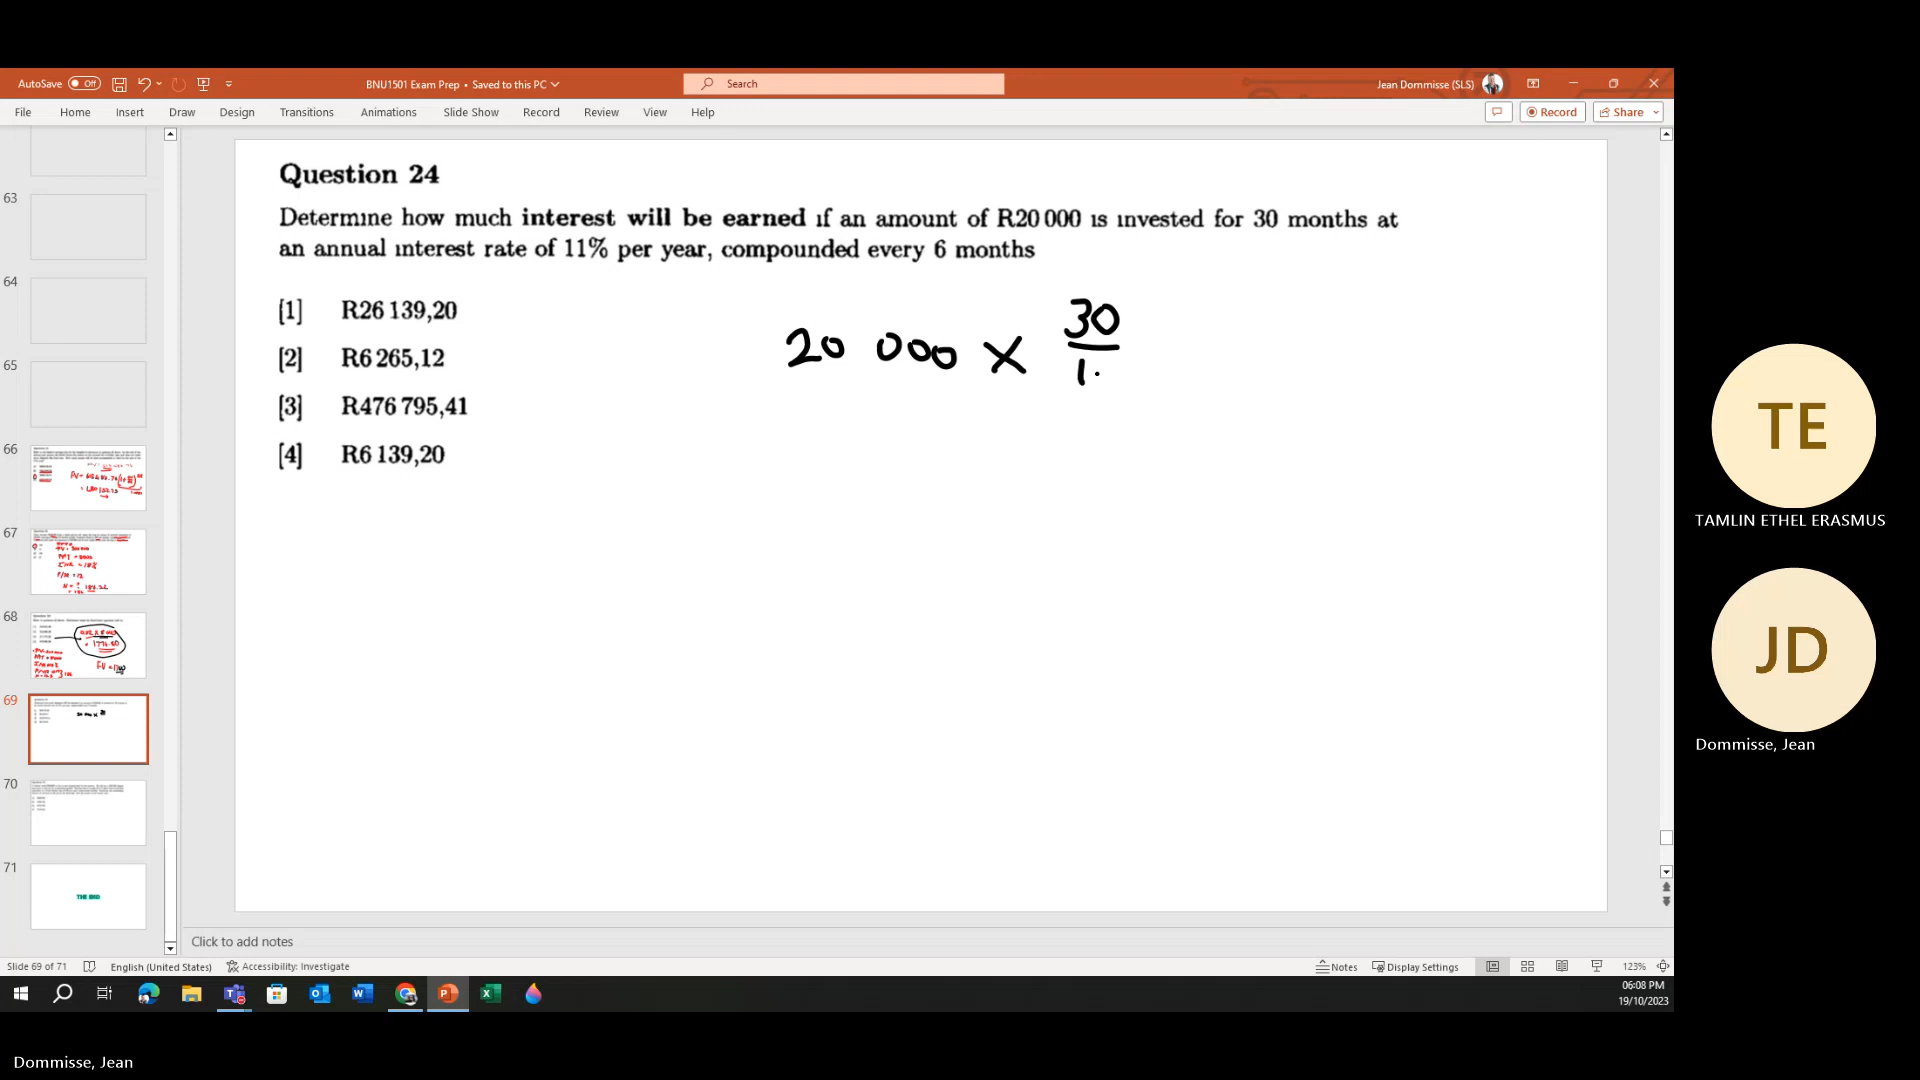 AutoSave Off
BNU1501 Exam Prep • Saved to this PC
Search
Jean Dommisse (SLS)
File Home Insert Draw Design Transitions Animations Slide Show Record Review View Help
Record
Share
63
64
65
66
67
68
69
70
71
THE END
Question 24
Determine how much interest will be earned if an amount of R20 000 is invested for 30 months at
an annual interest rate of 11% per year, compounded every 6 months
[1] R26 139,20
[2] R6 265,12
[3] R476 795,41
[4] R6 139,20
20 000 × 30
1
Click to add notes
Slide 69 of 71
English (United States)
Accessibility: Investigate
Notes
Display Settings
123%
06:08 PM
19/10/2023
TE
TAMLIN ETHEL ERASMUS
JD
Dommisse, Jean
Dommisse, Jean